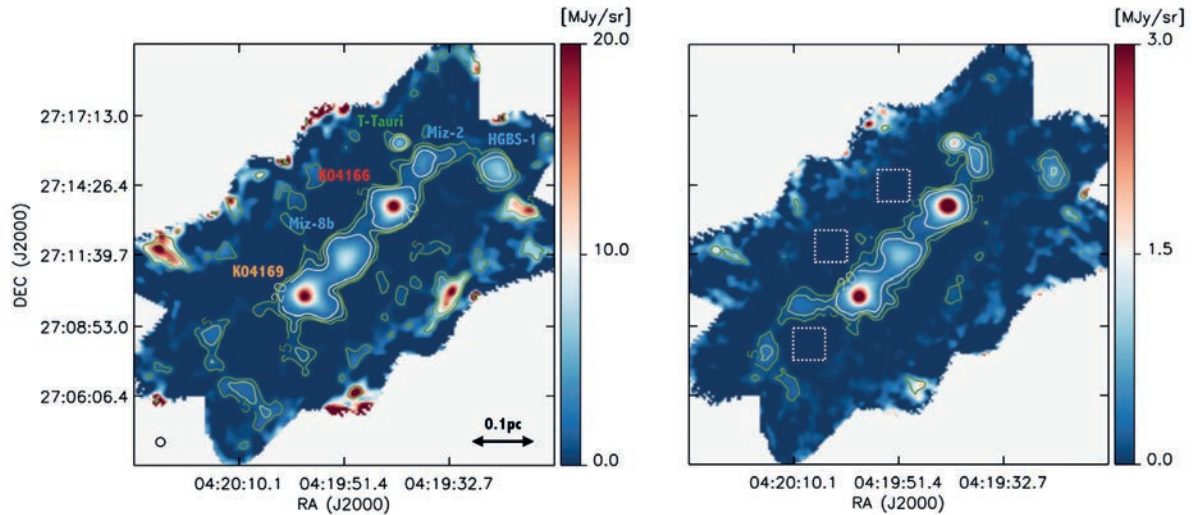 [MJy/sr]
20.0
10.0
0.0
27:17:13.0
27:14:26.4
27:11:39.7
27:08:53.0
27:06:06.4
DEC (J2000)
T-Tauri
Miz-2
HGBS-1
K04166
Miz-8b
K04169
0.1pc
04:20:10.1 04:19:51.4 04:19:32.7
RA (J2000)
[MJy/sr]
3.0
1.5
0.0
04:20:10.1 04:19:51.4 04:19:32.7
RA (J2000)